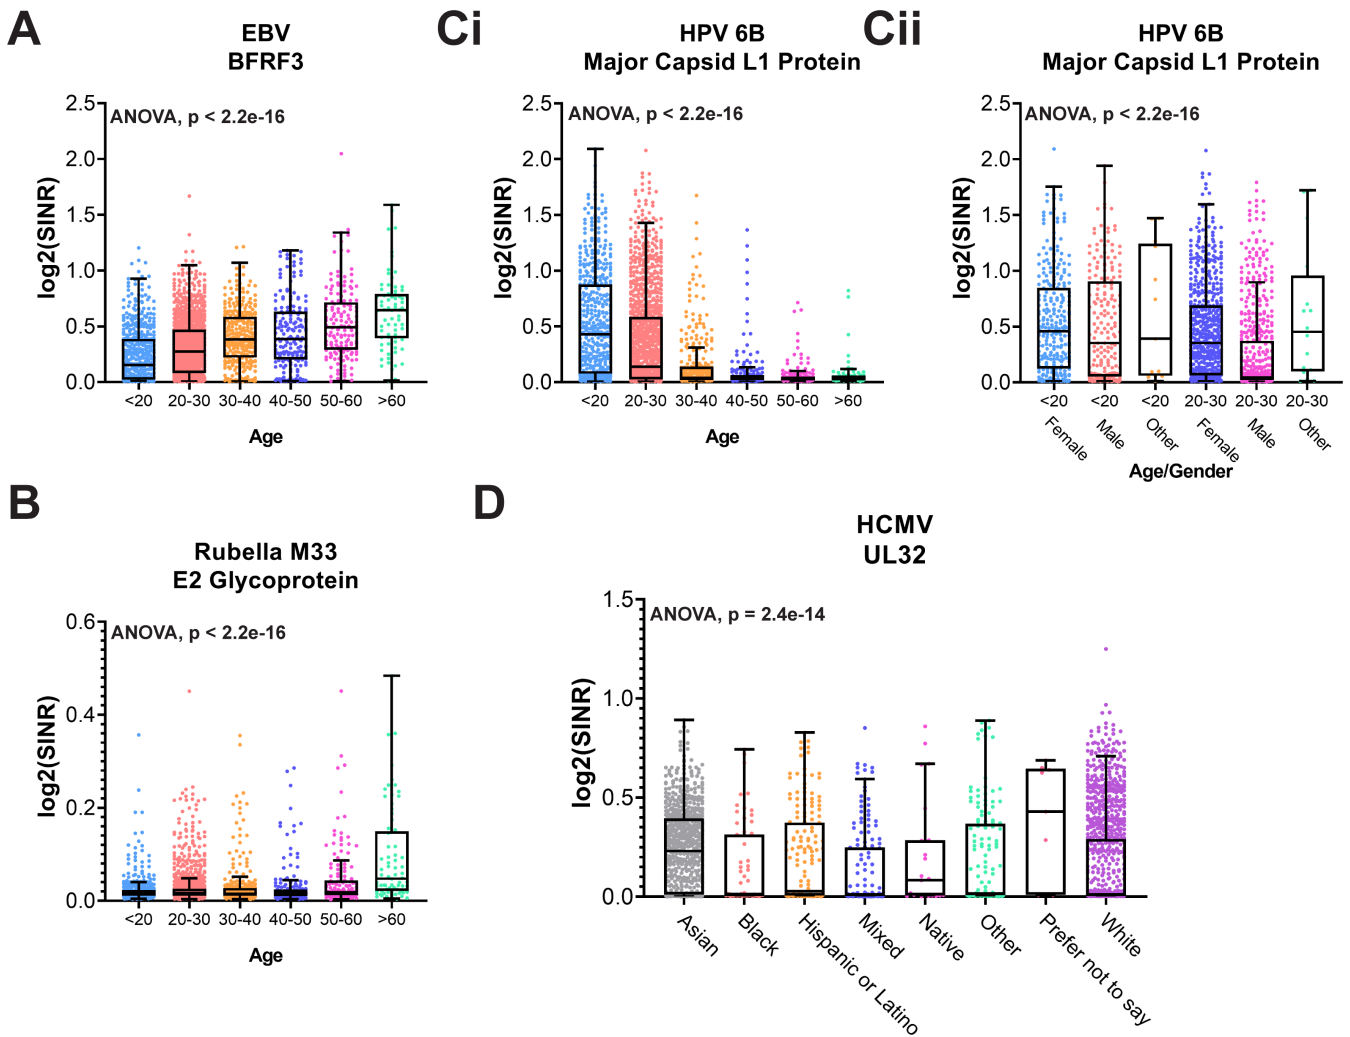 A
EBV
BFRF3
ANOVA, p < 2.2e-16
log2(SINR)
2.5
2.0
1.5
1.0
0.5
0.0
<20
20-30
30-40
40-50
50-60
>60
Age
Ci
HPV 6B
Major Capsid L1 Protein
ANOVA, p < 2.2e-16
log2(SINR)
2.5
2.0
1.5
1.0
0.5
0.0
<20
20-30
30-40
40-50
50-60
>60
Age
Cii
HPV 6B
Major Capsid L1 Protein
ANOVA, p < 2.2e-16
log2(SINR)
2.5
2.0
1.5
1.0
0.5
0.0
<20
<20
<20
20-30
20-30
20-30
Female
Male
Other
Female
Male
Other
Age/Gender
B
Rubella M33
E2 Glycoprotein
ANOVA, p < 2.2e-16
log2(SINR)
0.6
0.4
0.2
0.0
<20
20-30
30-40
40-50
50-60
>60
Age
D
HCMV
UL32
ANOVA, p = 2.4e-14
log2(SINR)
1.5
1.0
0.5
0.0
Asian
Black
Hispanic or Latino
Mixed
Native
Other
Prefer not to say
White